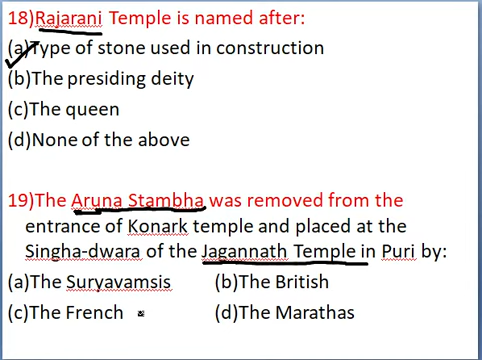 18)Rajarani Temple is named after:
(a)Type of stone used in construction
(b)The presiding deity
(c)The queen
(d)None of the above
19)The Aruna Stambha was removed from the
entrance of Konark temple and placed at the
Singha-dwara of the Jagannath Temple in Puri by:
(a)The Suryavamsis (b)The British
(c)The French (d)The Marathas